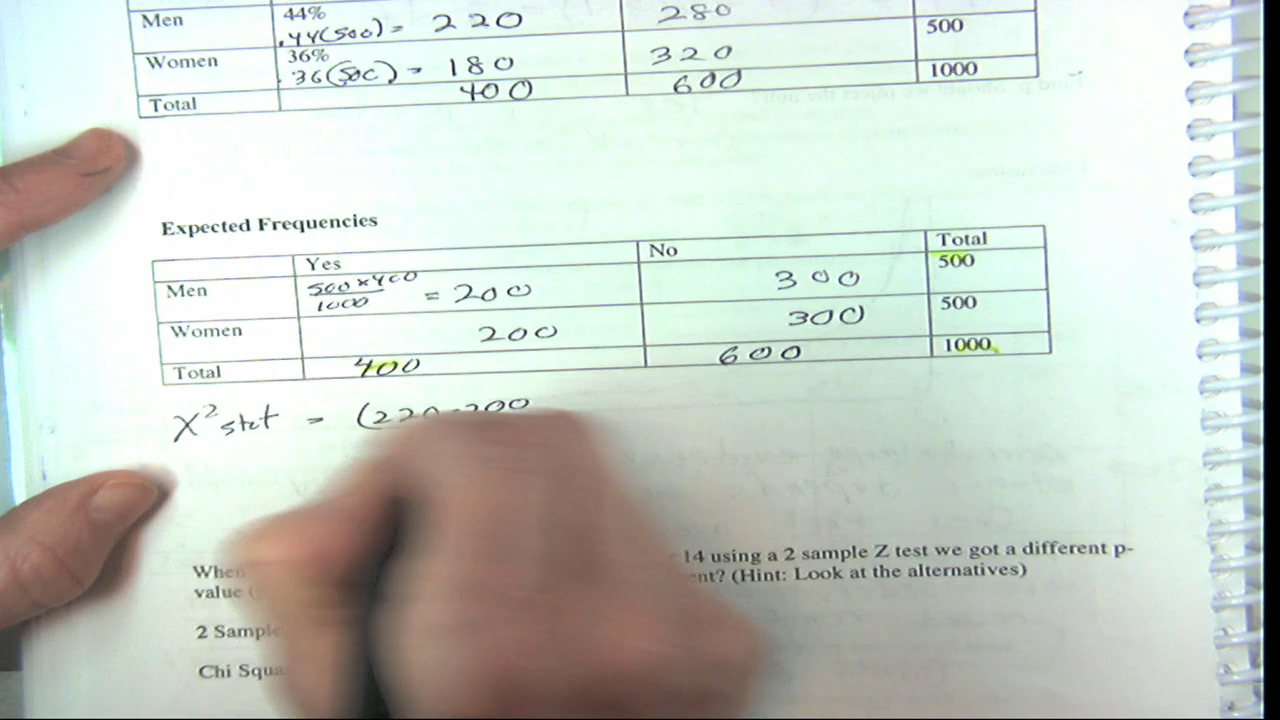 Men 44% 280
.44(500) = 220
500
Women 36% 320
.36(500) = 180
1000
Total 400 600
Expected Frequencies
Yes No Total
Men 500 x 400 / 1000 = 200 300 500
Women 200 300 500
Total 400 600 1000
X² stat = (220-200
When 14 using a 2 sample Z test we got a different p-
value ent? (Hint: Look at the alternatives)
2 Sample
Chi Squa